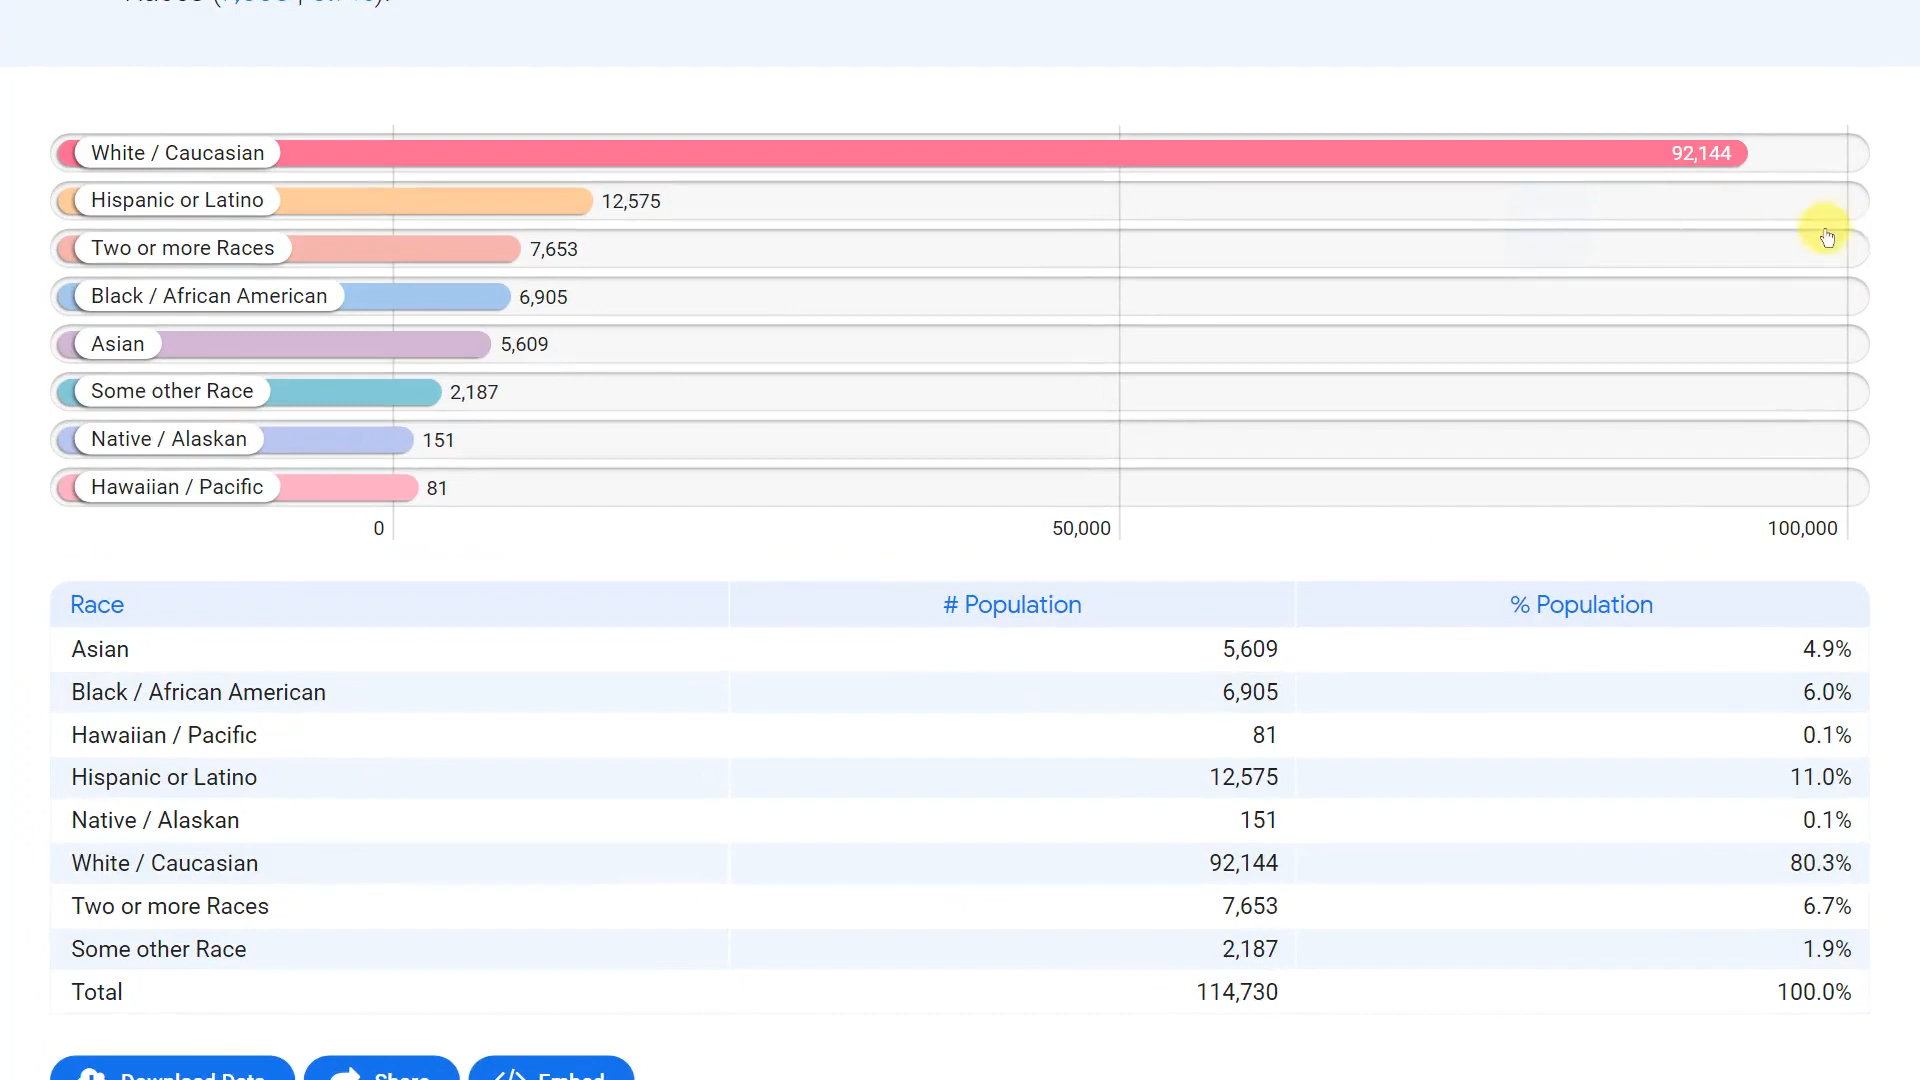 White / Caucasian 92,144
Hispanic or Latino 12,575
Two or more Races 7,653
Black / African American 6,905
Asian 5,609
Some other Race 2,187
Native / Alaskan 151
Hawaiian / Pacific 81
0 50,000 100,000
Race # Population % Population
Asian 5,609 4.9%
Black / African American 6,905 6.0%
Hawaiian / Pacific 81 0.1%
Hispanic or Latino 12,575 11.0%
Native / Alaskan 151 0.1%
White / Caucasian 92,144 80.3%
Two or more Races 7,653 6.7%
Some other Race 2,187 1.9%
Total 114,730 100.0%
Download Data Share </> Embed